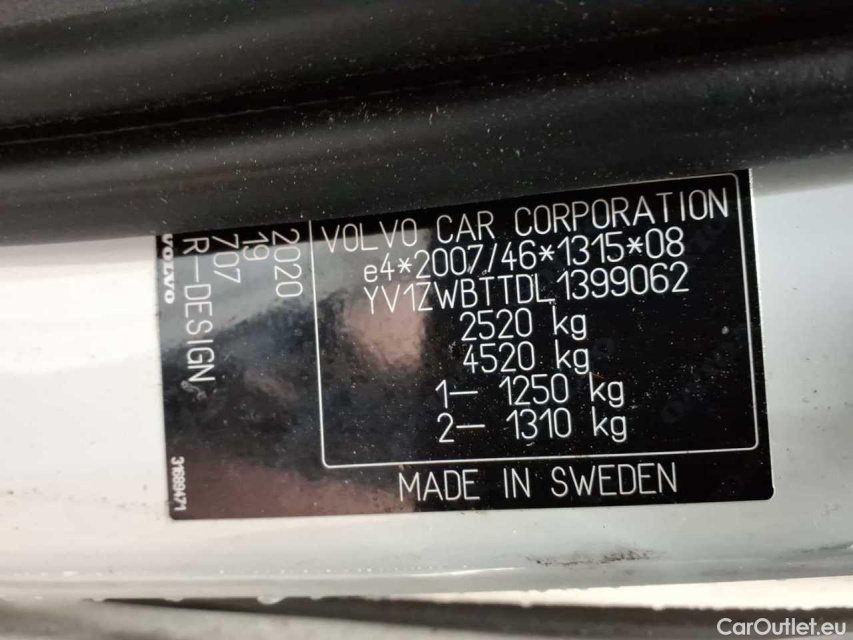 VOLVO CAR CORPORATION
e4*2007/46*1315*08
YV1ZWBTTDL1399062
2520 kg
4520 kg
1– 1250 kg
2– 1310 kg
MADE IN SWEDEN
2020
19
707
R-DESIGN
VOLVO
31689471
CarOutlet.eu